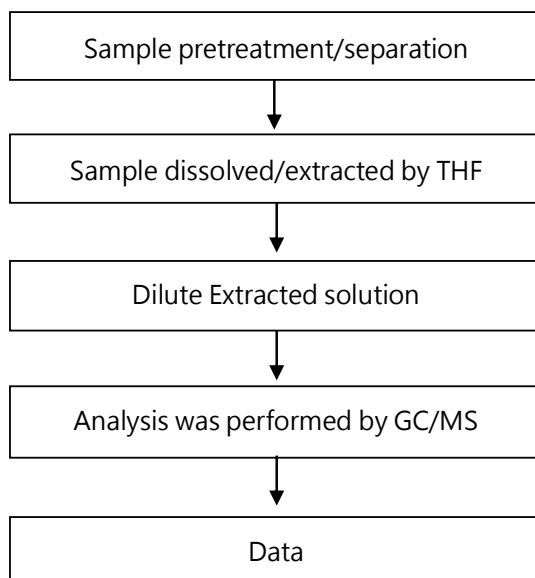 Sample pretreatment/separation
Sample dissolved/extracted by THF
Dilute Extracted solution
Analysis was performed by GC/MS
Data